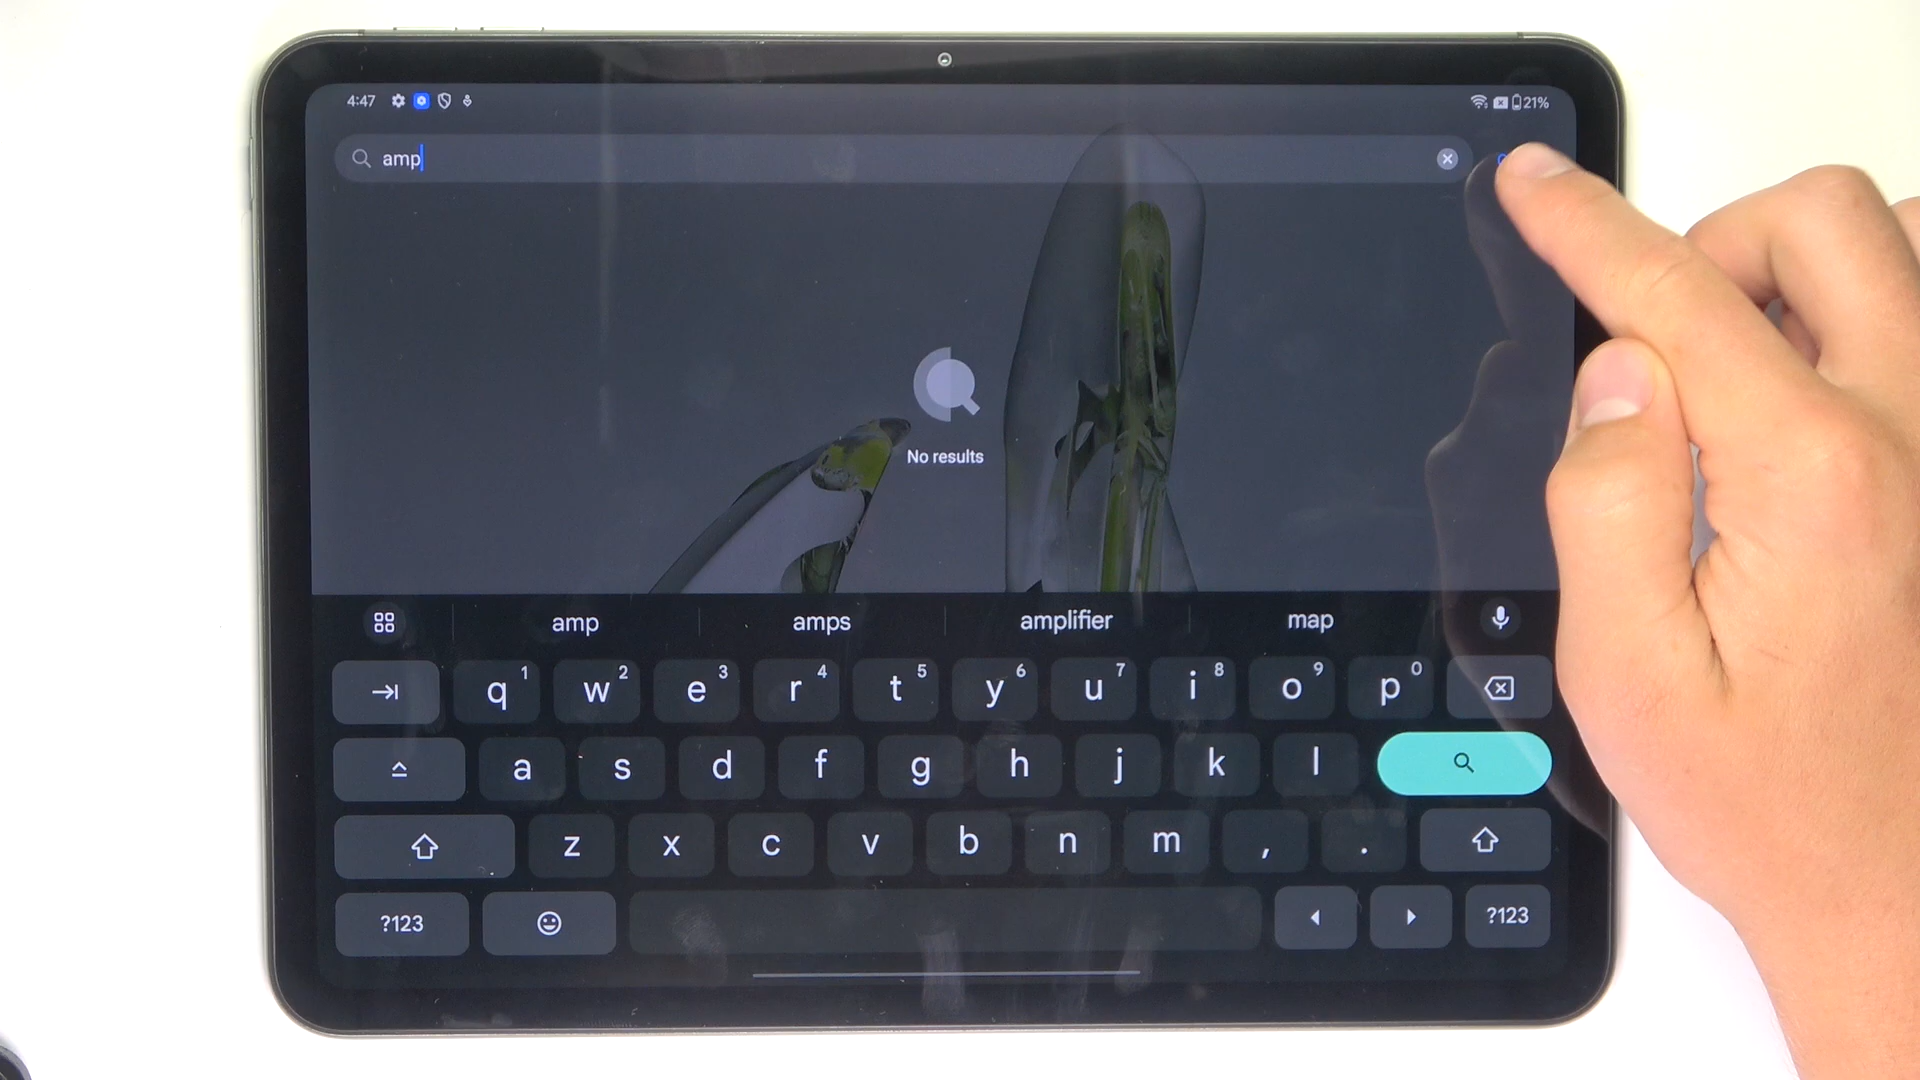 4:47 21%
amp
No results
amp amps amplifier map
q 1 w 2 e 3 r 4 t 5 y 6 u 7 i 8 o 9 p 0
a s d f g h j k l
z x c v b n m , .
?123 ?123